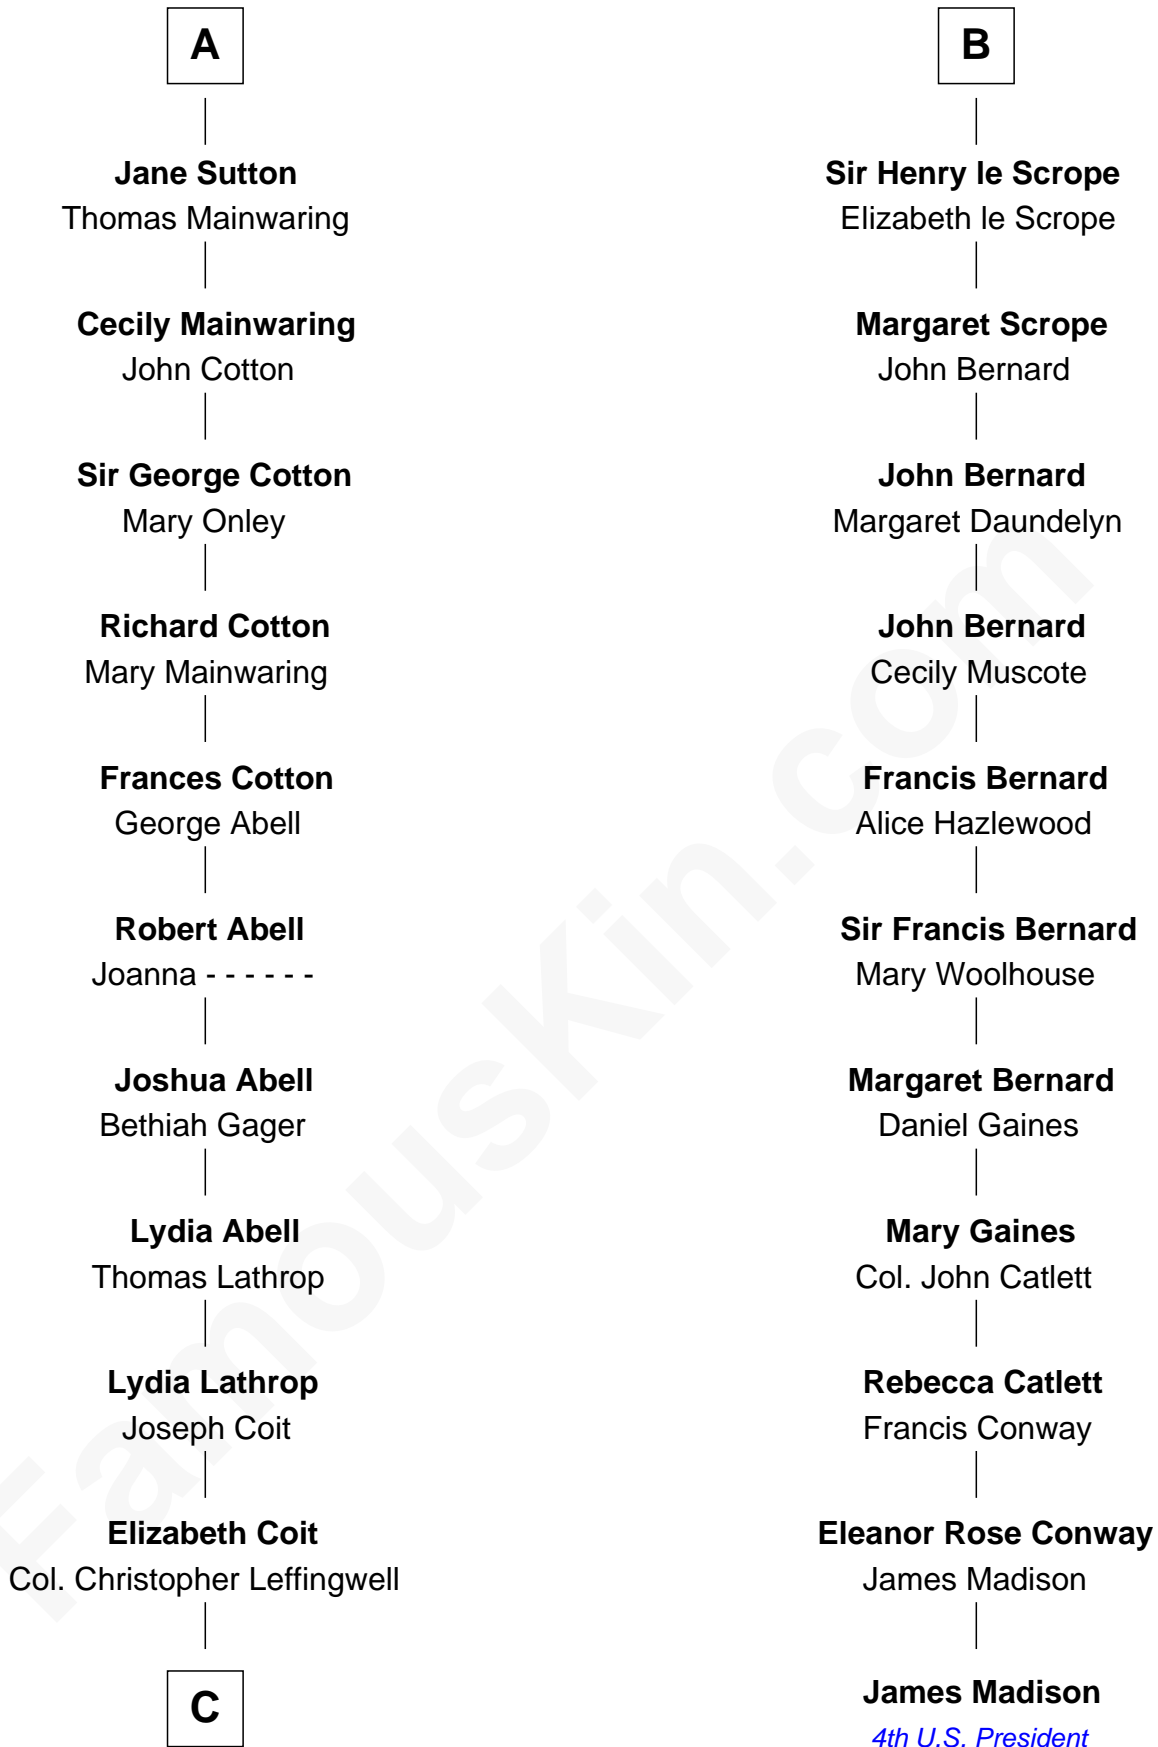 A
Jane Sutton
Thomas Mainwaring
Cecily Mainwaring
John Cotton
Sir George Cotton
Mary Onley
Richard Cotton
Mary Mainwaring
Frances Cotton
George Abell
Robert Abell
Joanna - - - - - -
Joshua Abell
Bethiah Gager
Lydia Abell
Thomas Lathrop
Lydia Lathrop
Joseph Coit
Elizabeth Coit
Col. Christopher Leffingwell
C
B
Sir Henry le Scrope
Elizabeth le Scrope
Margaret Scrope
John Bernard
John Bernard
Margaret Daundelyn
John Bernard
Cecily Muscote
Francis Bernard
Alice Hazlewood
Sir Francis Bernard
Mary Woolhouse
Margaret Bernard
Daniel Gaines
Mary Gaines
Col. John Catlett
Rebecca Catlett
Francis Conway
Eleanor Rose Conway
James Madison
James Madison
4th U.S. President
FamousKin.com